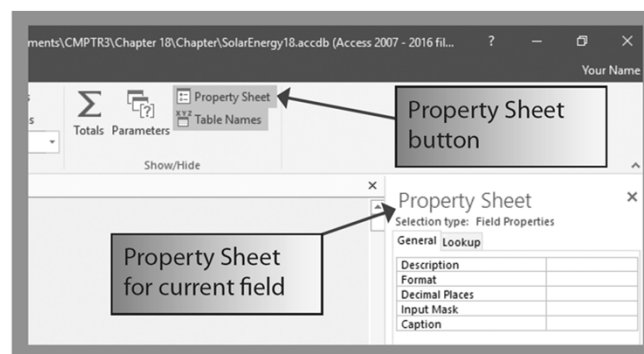 ments\CMPTR3\Chapter 18\Chapter\SolarEnergy18.accdb (Access 2007 - 2016 fil... ?
Your Name
s
s
Totals
Parameters
Property Sheet
XYZ Table Names
Show/Hide
Property Sheet
button
Property Sheet
Selection type: Field Properties
General Lookup
Description
Format
Decimal Places
Input Mask
Caption
Property Sheet
for current field